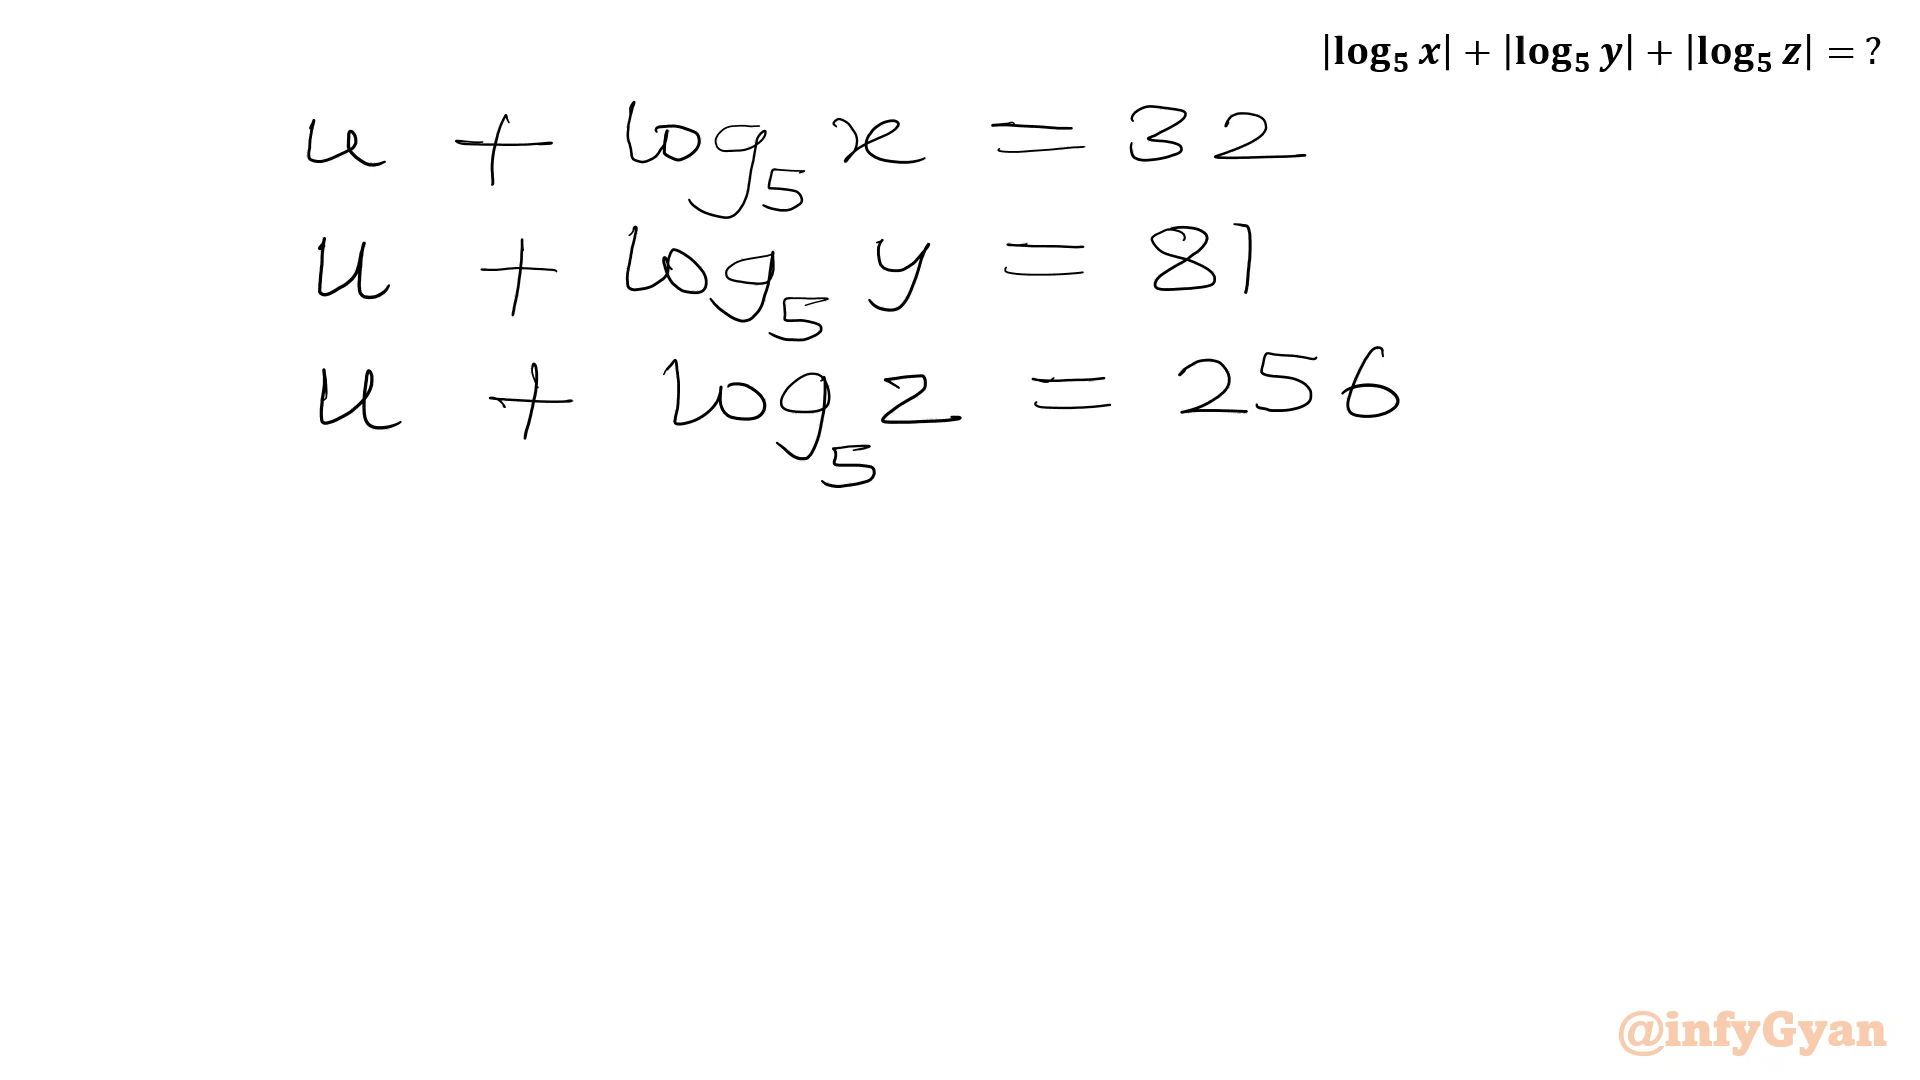 |log₅ x| + |log₅ y| + |log₅ z| = ?
u + log₅ x = 32
u + log₅ y = 81
u + log₅ z = 256
@infyGyan